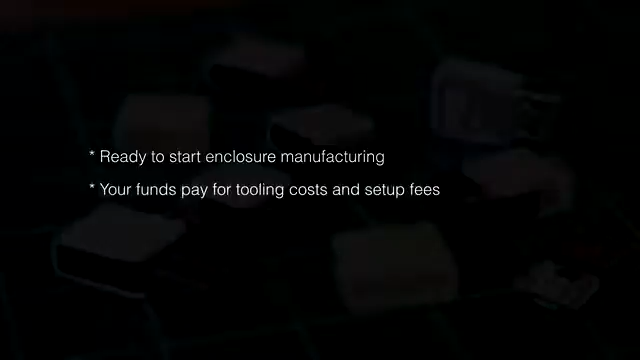 * Ready to start enclosure manufacturing
* Your funds pay for tooling costs and setup fees